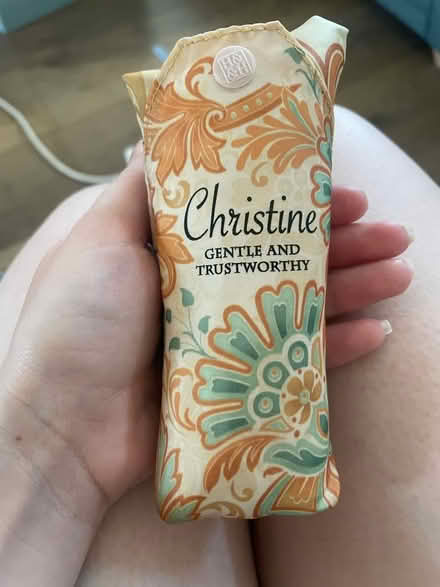 H&H
H&H
Christine
GENTLE AND
TRUSTWORTHY